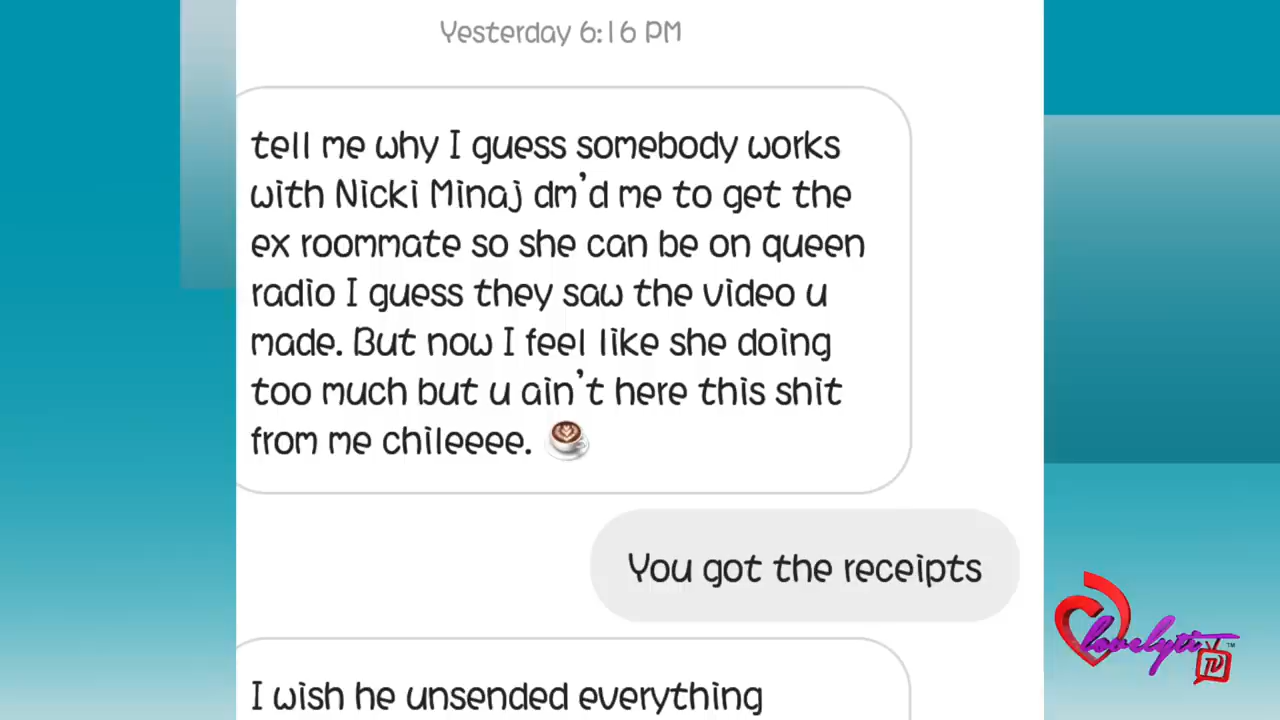 Yesterday 6:16 PM
tell me why I guess somebody works
with Nicki Minaj dm'd me to get the
ex roommate so she can be on queen
radio I guess they saw the video u
made. But now I feel like she doing
too much but u ain't here this shit
from me chileeee. ☕
You got the receipts
I wish he unsended everything
lovelyti TV ™